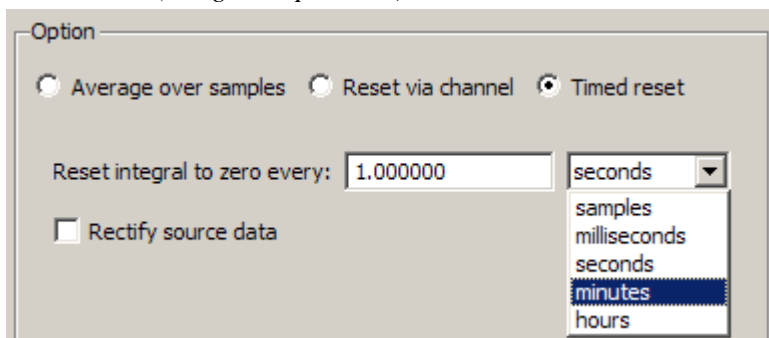 Option
Average over samples Reset via channel Timed reset
Reset integral to zero every: 1.000000 seconds
samples
Rectify source data
milliseconds
seconds
minutes
hours